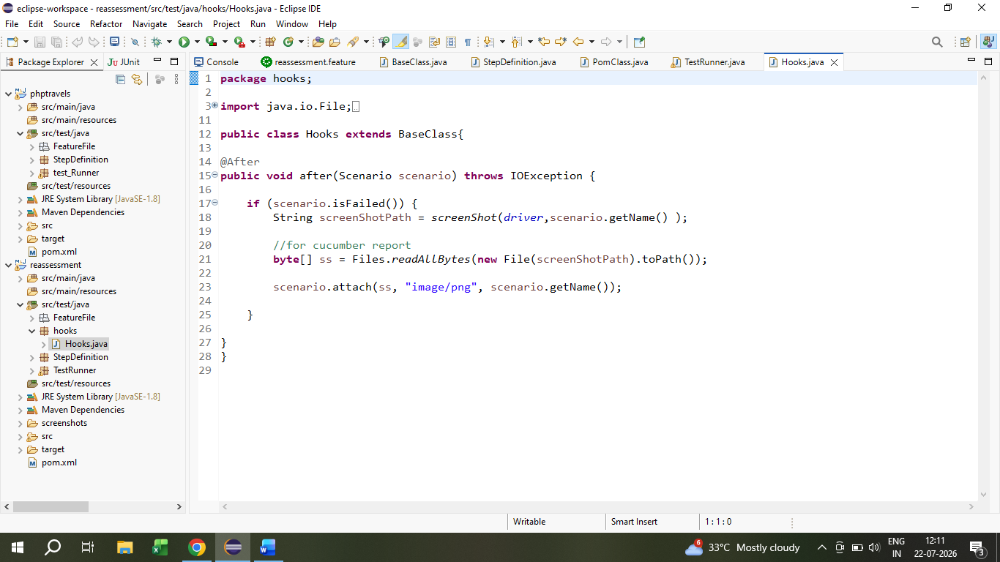 eclipse-workspace - reassessment/src/test/java/hooks/Hooks.java - Eclipse IDE
File Edit Source Refactor Navigate Search Project Run Window Help
Package Explorer JUnit
Console reassessment.feature BaseClass.java StepDefinition.java PomClass.java TestRunner.java Hooks.java
phptravels
src/main/java
src/main/resources
src/test/java
FeatureFile
StepDefinition
test_Runner
src/test/resources
JRE System Library [JavaSE-1.8]
Maven Dependencies
src
target
pom.xml
reassessment
src/main/java
src/main/resources
src/test/java
FeatureFile
hooks
Hooks.java
StepDefinition
TestRunner
src/test/resources
JRE System Library [JavaSE-1.8]
Maven Dependencies
screenshots
src
target
pom.xml
1 package hooks;
2
3 import java.io.File;
11
12 public class Hooks extends BaseClass{
13
14 @After
15 public void after(Scenario scenario) throws IOException {
16
17 if (scenario.isFailed()) {
18 String screenShotPath = screenShot(driver,scenario.getName() );
19
20 //for cucumber report
21 byte[] ss = Files.readAllBytes(new File(screenShotPath).toPath());
22
23 scenario.attach(ss, "image/png", scenario.getName());
24
25 }
26
27 }
28 }
29
Writable Smart Insert 1 : 1 : 0
6 33°C Mostly cloudy
ENG
IN
12:11
22-07-2026
3